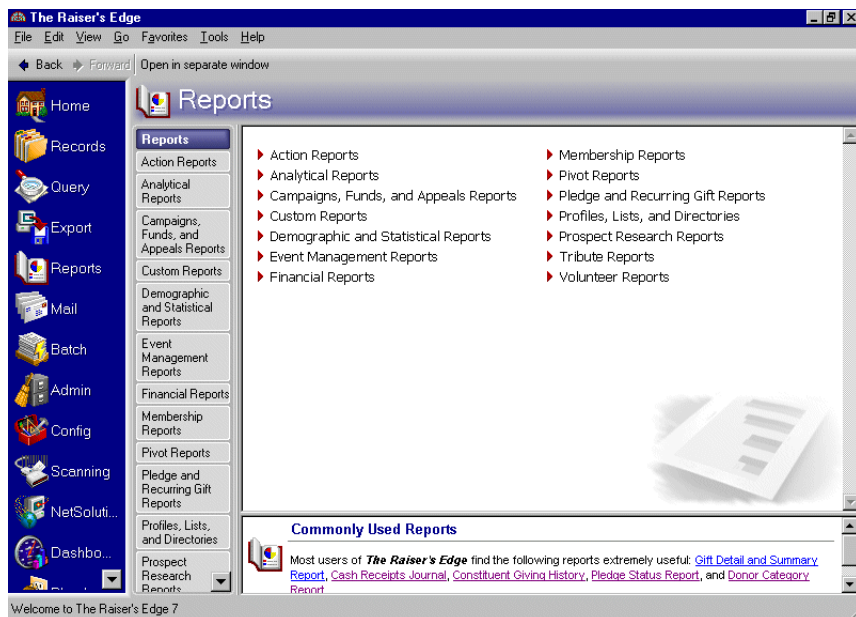 The Raiser's Edge
File Edit View Go Favorites Tools Help
Back Forward Open in separate window
Reports
Home
Records
Query
Export
Reports
Mail
Batch
Admin
Config
Scanning
NetSoluti...
Dashbo...
Reports
Action Reports
Analytical
Reports
Campaigns,
Funds, and
Appeals Reports
Custom Reports
Demographic
and Statistical
Reports
Event
Management
Reports
Financial Reports
Membership
Reports
Pivot Reports
Pledge and
Recurring Gift
Reports
Profiles, Lists,
and Directories
Prospect
Research
Reports
Action Reports
Analytical Reports
Campaigns, Funds, and Appeals Reports
Custom Reports
Demographic and Statistical Reports
Event Management Reports
Financial Reports
Membership Reports
Pivot Reports
Pledge and Recurring Gift Reports
Profiles, Lists, and Directories
Prospect Research Reports
Tribute Reports
Volunteer Reports
Commonly Used Reports
Most users of The Raiser's Edge find the following reports extremely useful: Gift Detail and Summary
Report, Cash Receipts Journal, Constituent Giving History, Pledge Status Report, and Donor Category
Report
Welcome to The Raiser's Edge 7